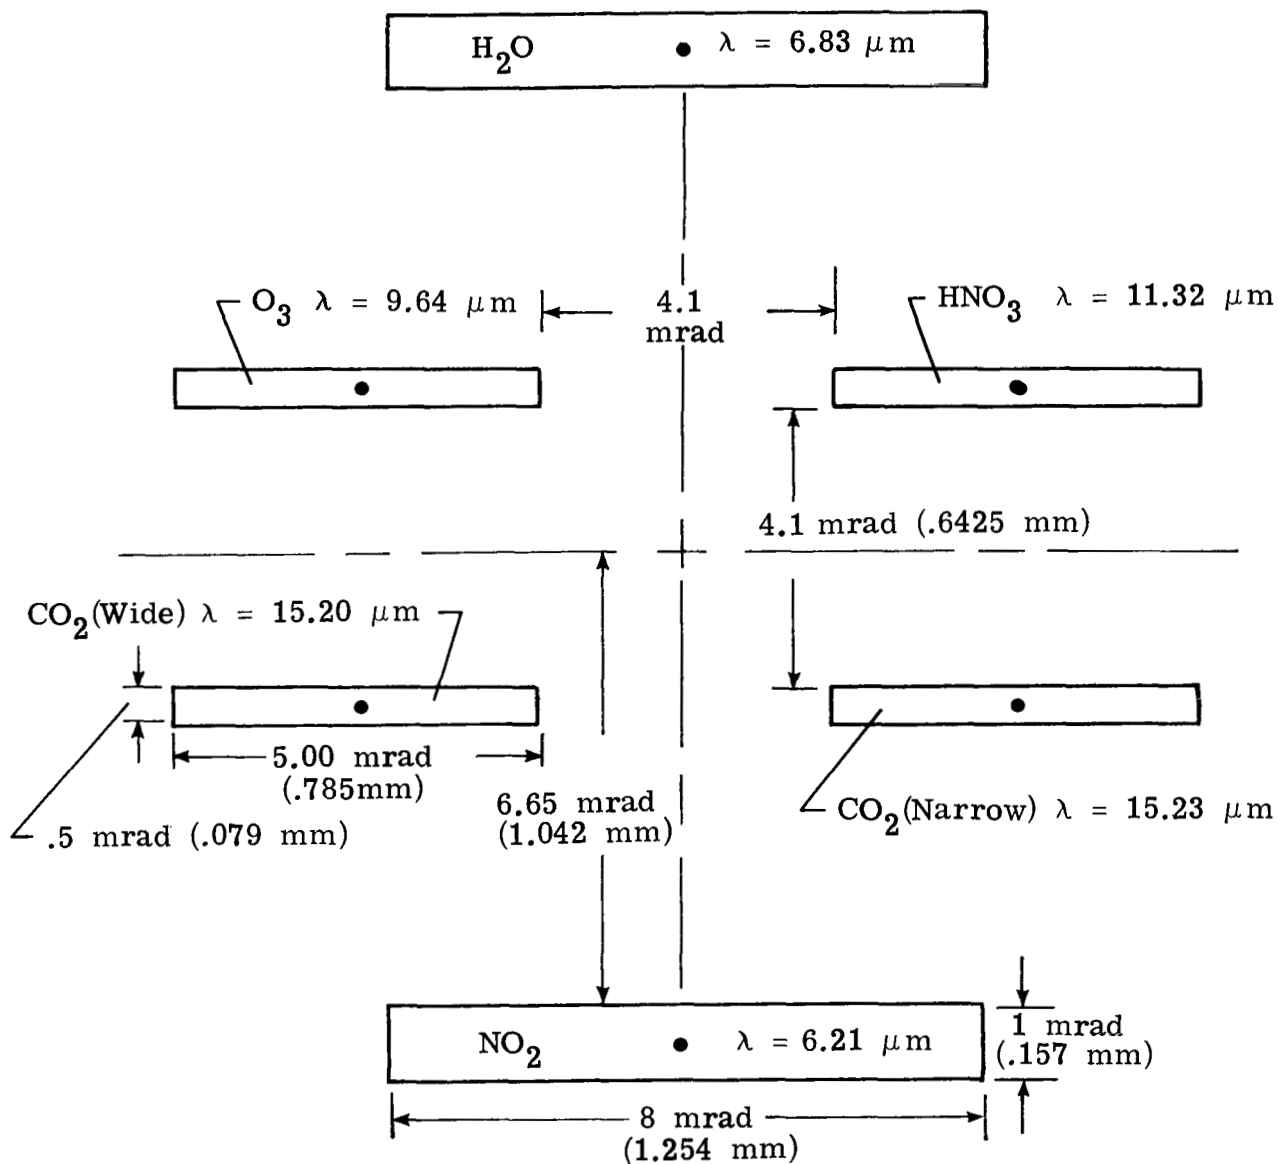 H2O λ = 6.83 μm
O3 λ = 9.64 μm
4.1
mrad
HNO3 λ = 11.32 μm
4.1 mrad (.6425 mm)
CO2(Wide) λ = 15.20 μm
5.00 mrad
(.785mm)
.5 mrad (.079 mm)
6.65 mrad
(1.042 mm)
CO2(Narrow) λ = 15.23 μm
NO2 λ = 6.21 μm
1 mrad
(.157 mm)
8 mrad
(1.254 mm)